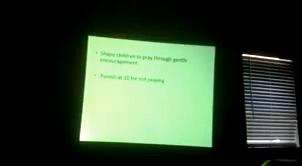 • Shape children to pray through gentle
encouragement.
• Punish at 10 for not praying